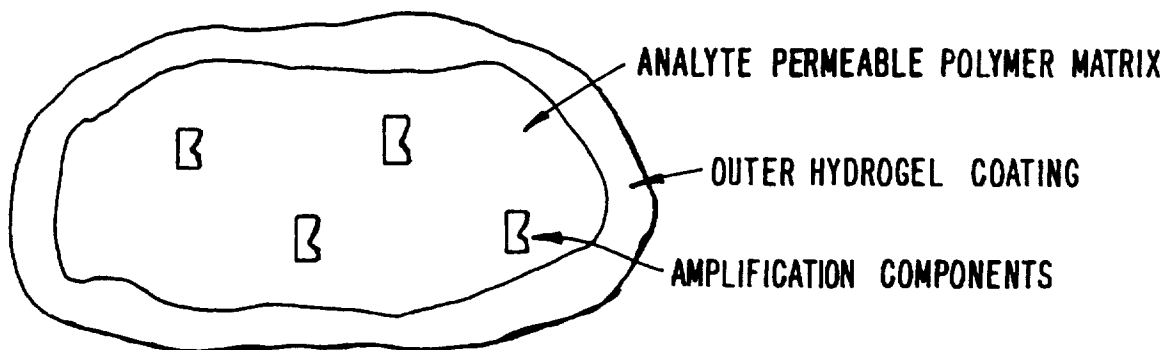 ANALYTE PERMEABLE POLYMER MATRIX
OUTER HYDROGEL COATING
AMPLIFICATION COMPONENTS